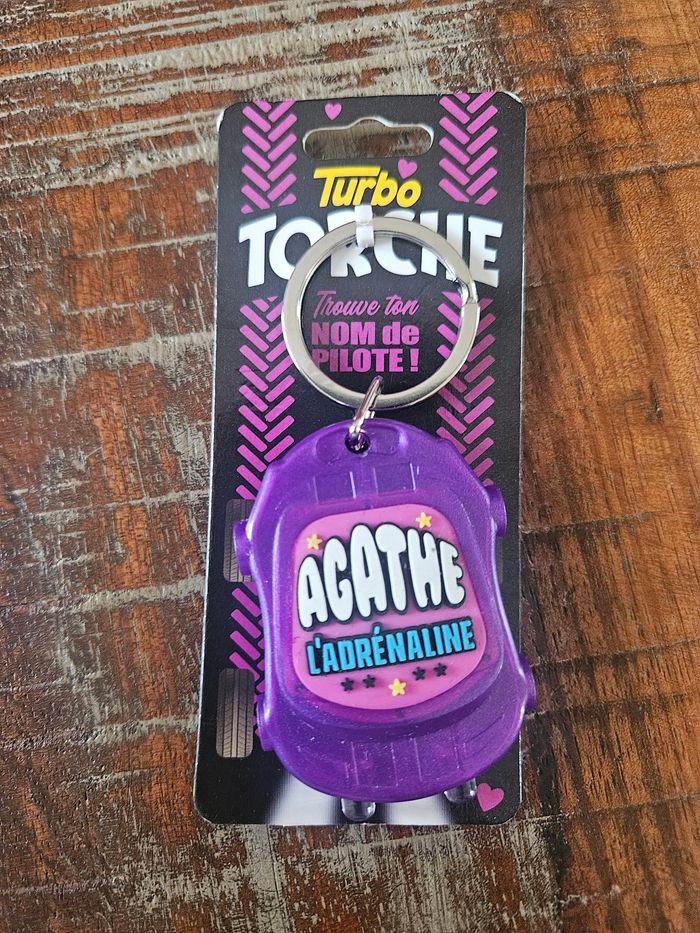 Turbo
TORCHE
Trouve ton
NOM de
PILOTE !
AGATHE
L'ADRÉNALINE